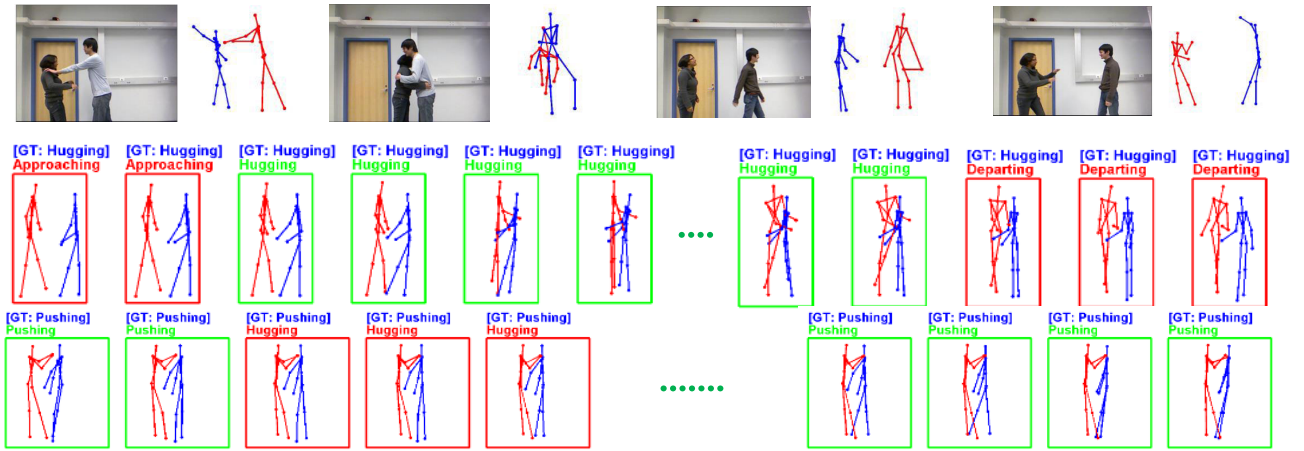 [GT: Hugging] [GT: Hugging] [GT: Hugging] [GT: Hugging] [GT: Hugging] [GT: Hugging] [GT: Hugging] [GT: Hugging] [GT: Hugging] [GT: Hugging] [GT: Hugging]
Approaching Approaching Hugging Hugging Hugging Hugging Hugging Hugging Departing Departing Departing
[GT: Pushing] [GT: Pushing] [GT: Pushing] [GT: Pushing] [GT: Pushing] [GT: Pushing] [GT: Pushing] [GT: Pushing] [GT: Pushing]
Pushing Pushing Hugging Hugging Hugging Pushing Pushing Pushing Pushing